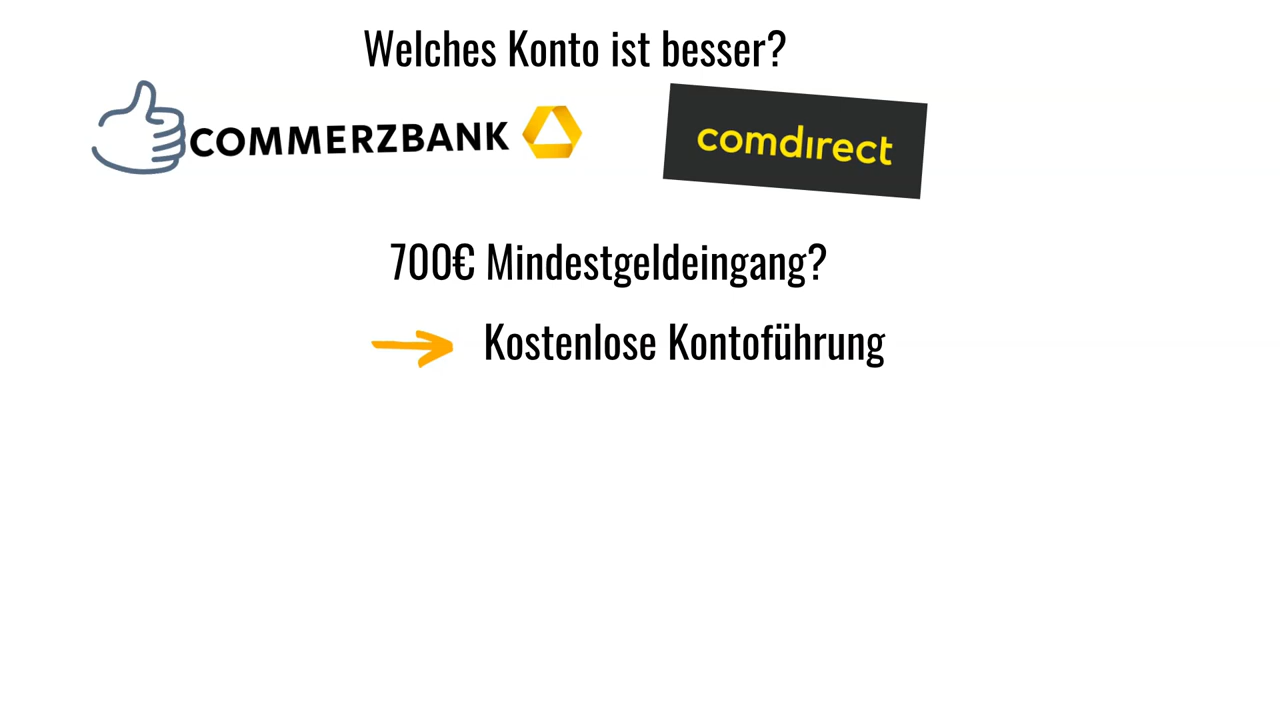 Welches Konto ist besser?
COMMERZBANK
comdirect
700€ Mindestgeldeingang?
Kostenlose Kontoführung